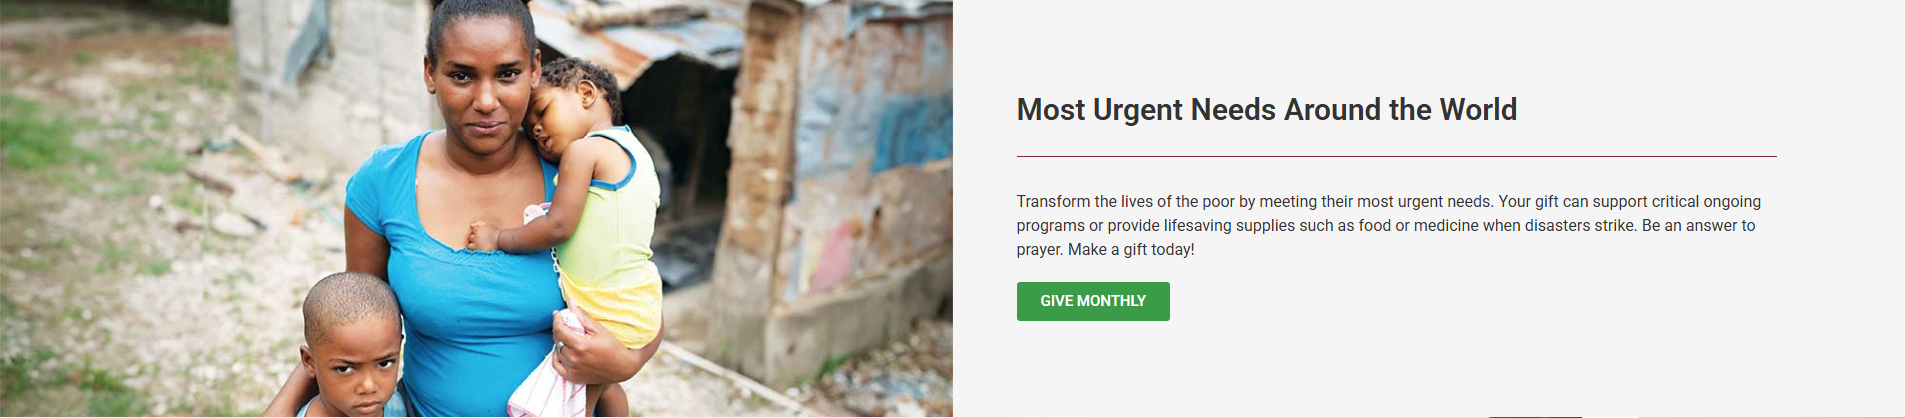 Most Urgent Needs Around the World
Transform the lives of the poor by meeting their most urgent needs. Your gift can support critical ongoing
programs or provide lifesaving supplies such as food or medicine when disasters strike. Be an answer to
prayer. Make a gift today!
GIVE MONTHLY